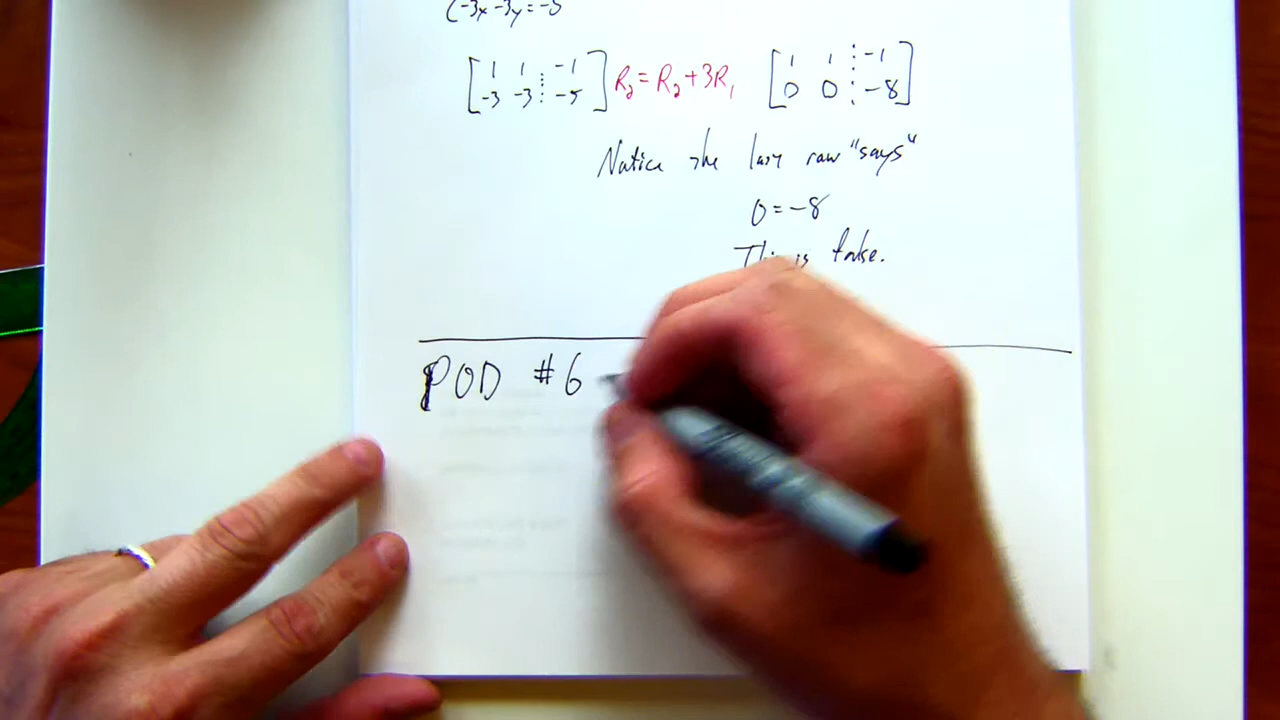 (-3x -3y = -5
[1 1 ⋮ -1] R₂ = R₂ + 3R₁ [1 1 ⋮ -1]
[-3 -3 ⋮ -5] [0 0 ⋮ -8]
Notice the last row "says"
0 = -8
This is false.
POD #6